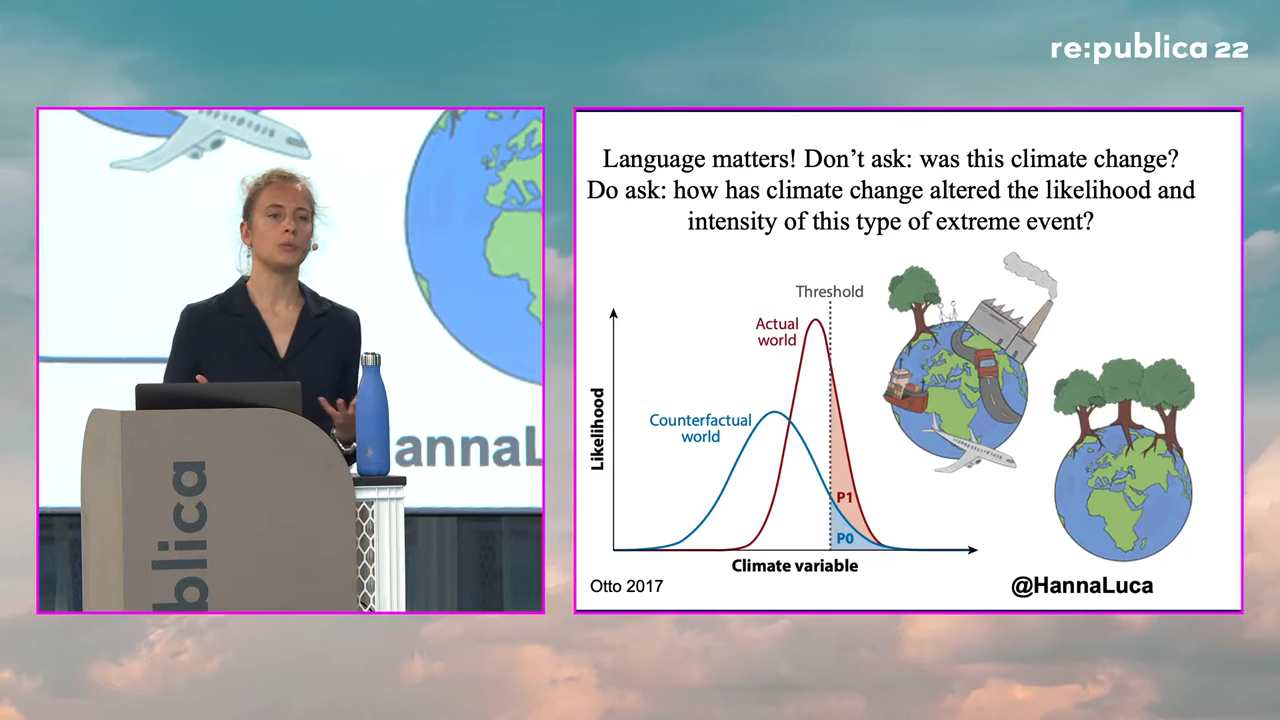 re:publica 22
Language matters! Don’t ask: was this climate change?
Do ask: how has climate change altered the likelihood and
intensity of this type of extreme event?
Threshold
Actual
world
Counterfactual
world
Likelihood
P1
P0
Climate variable
Otto 2017
@HannaLuca
annaL
blica